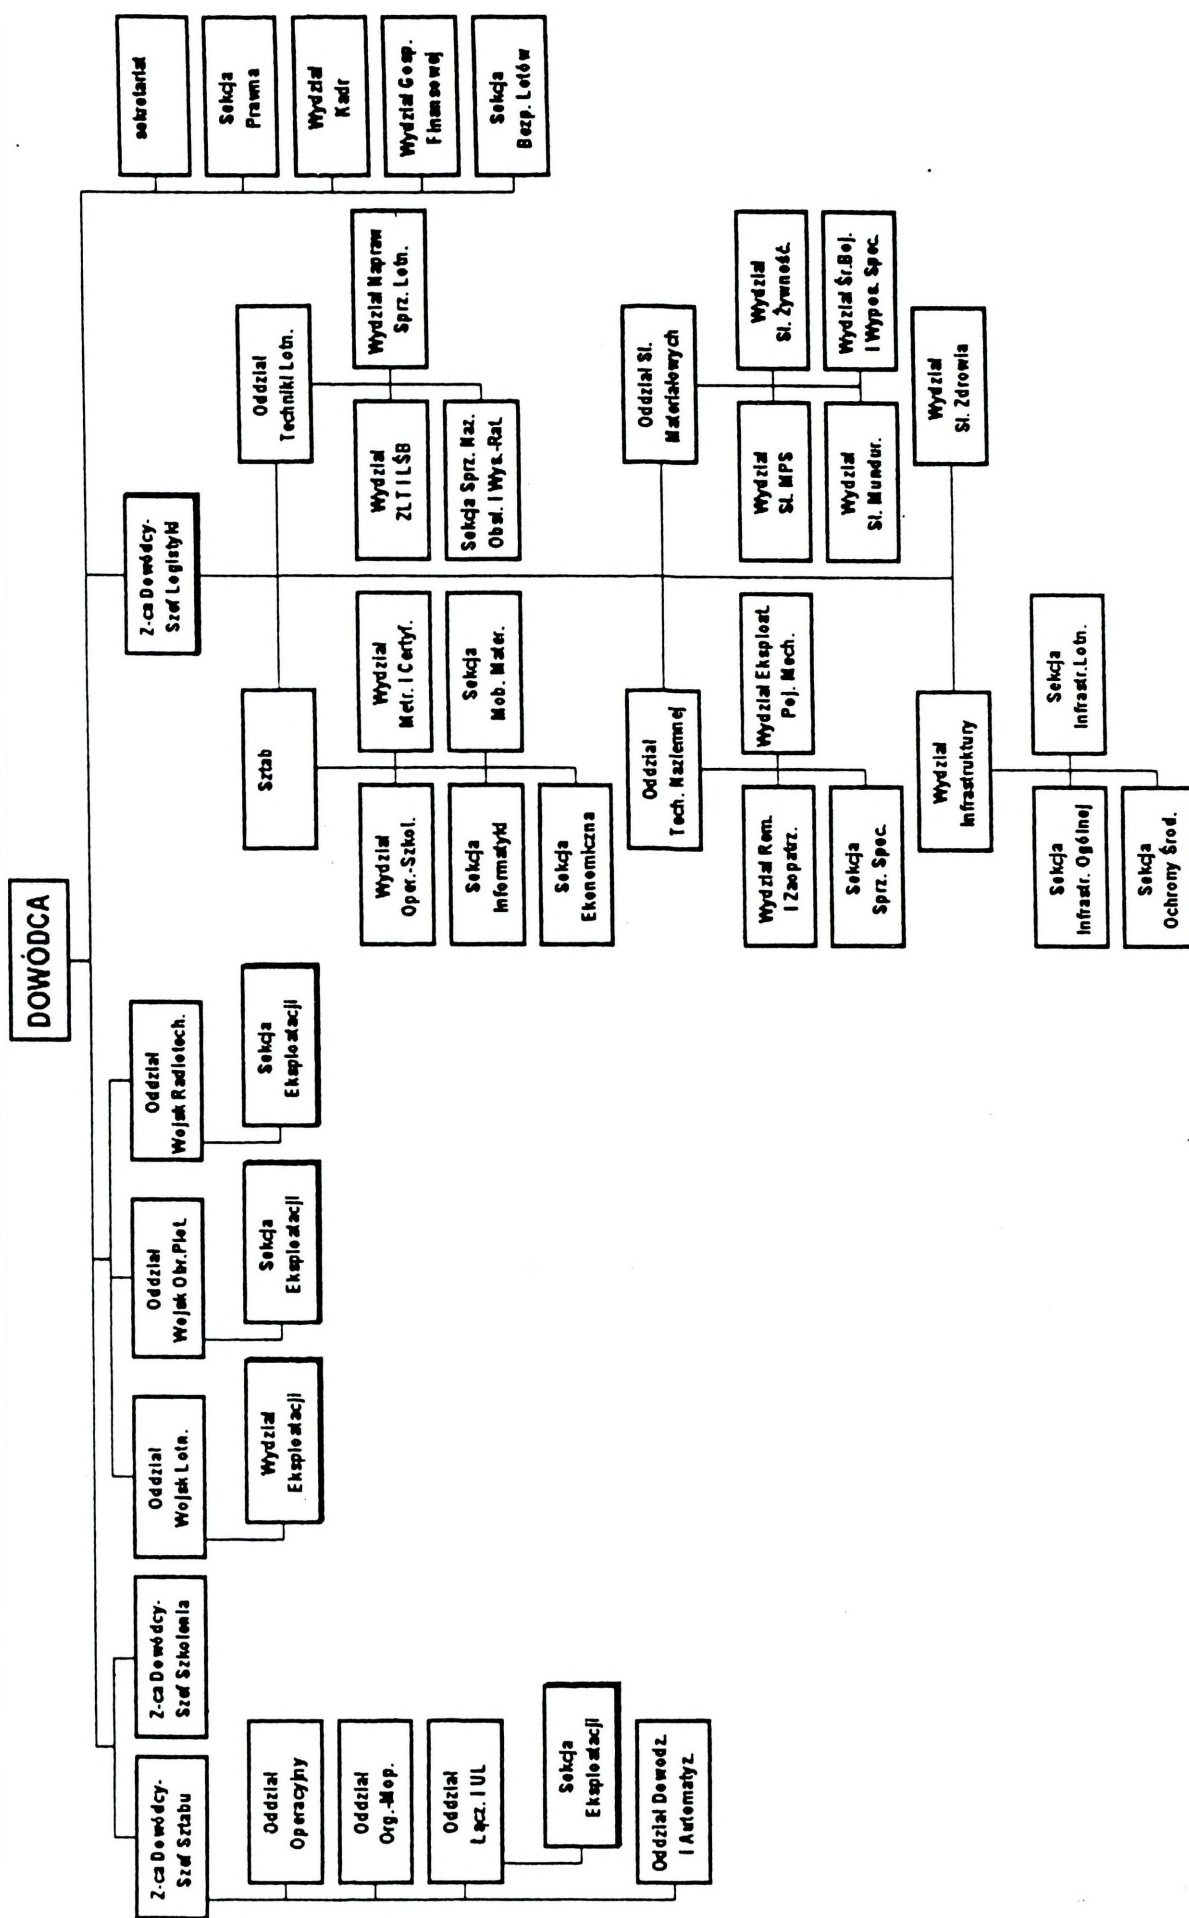 DOWÓDCA
Z-ca Dowódcy-
Szef Sztabu
Z-ca Dowódcy-
Szef Szkolenia
Oddział
Wojsk Lotn.
Oddział
Wojsk Obr.Plot.
Oddział
Wojsk Radiotech.
Z-ca Dowódcy-
Szef Logistyki
sekretariat
Sekcja
Prawna
Wydział
Kadr
Wydział Gosp.
Finansowej
Sekcja
Bezp. Lotów
Oddział
Operacyjny
Oddział
Org.-Mop.
Oddział
Łącz. I UL
Sekcja
Eksploatacji
Oddział Dowodz.
I Automatyz.
Wydział
Eksploatacji
Sekcja
Eksploatacji
Sekcja
Eksploatacji
Sztab
Wydział
Oper.-Szkol.
Wydział
Metr. I Certyf.
Sekcja
Informatyki
Sekcja
Mob. Mater.
Sekcja
Ekonomiczna
Oddział
Techniki Lotn.
Wydział
ZLT I LŚB
Wydział Napraw
Sprz. Lotn.
Sekcja Sprz. Naz.
Obsł. I Wys.-Rat.
Oddział
Tech. Naziemnej
Wydział Rem.
I Zaopatrz.
Wydział Eksploat.
Poj. Mech.
Sekcja
Sprz. Spec.
Oddział Sł.
Materiałowych
Wydział
Sł. MPS
Wydział
Sł. Żywność.
Wydział
Sł. Mundur.
Wydział Śr.Boj.
I Wypos. Spec.
Wydział
Infrastruktury
Sekcja
Infrastr. Ogólnej
Sekcja
Infrastr.Lotn.
Sekcja
Ochrony Środ.
Wydział
Sł. Zdrowia